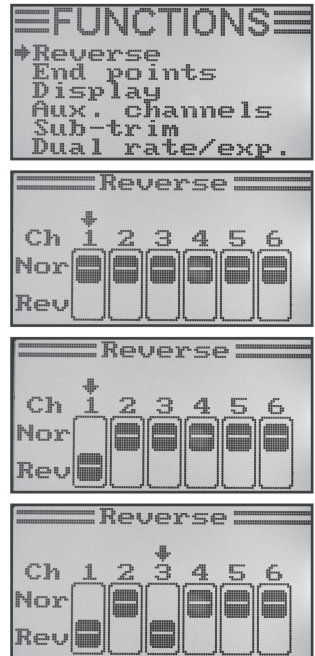 FUNCTIONS
Reverse
End points
Display
Aux. channels
Sub-trim
Dual rate/exp.
Reverse
Ch 1 2 3 4 5 6
Nor
Rev
Reverse
Ch 1 2 3 4 5 6
Nor
Rev
Reverse
Ch 1 2 3 4 5 6
Nor
Rev